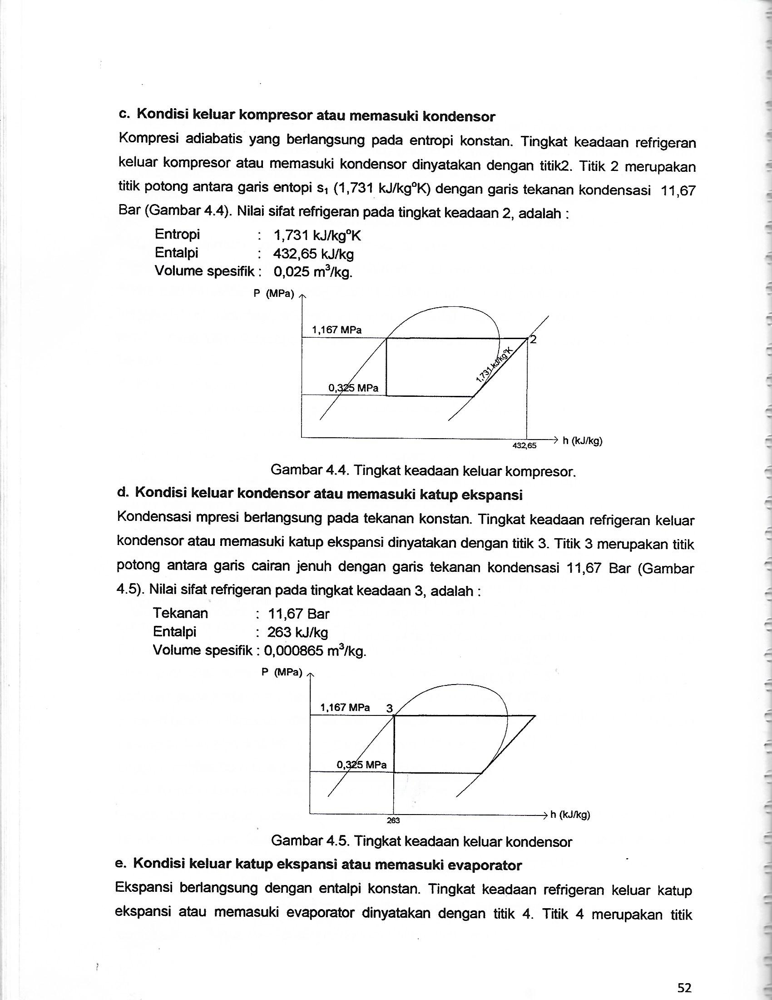 c. Kondisi keluar kompresor atau memasuki kondensor
Kompresi adiabatis yang berlangsung pada entropi konstan. Tingkat keadaan refrigeran
keluar kompresor atau memasuki kondensor dinyatakan dengan titik2. Titik 2 merupakan
titik potong antara garis entopi s₁ (1,731 kJ/kg⁰K) dengan garis tekanan kondensasi 11,67
Bar (Gambar 4.4). Nilai sifat refrigeran pada tingkat keadaan 2, adalah :
Entropi : 1,731 kJ/kg⁰K
Entalpi : 432,65 kJ/kg
Volume spesifik : 0,025 m³/kg.
P (MPa)
1,167 MPa
2
1,731 kJ/kg⁰K
0,325 MPa
h (kJ/kg)
432,65
Gambar 4.4. Tingkat keadaan keluar kompresor.
d. Kondisi keluar kondensor atau memasuki katup ekspansi
Kondensasi mpresi berlangsung pada tekanan konstan. Tingkat keadaan refrigeran keluar
kondensor atau memasuki katup ekspansi dinyatakan dengan titik 3. Titik 3 merupakan titik
potong antara garis cairan jenuh dengan garis tekanan kondensasi 11,67 Bar (Gambar
4.5). Nilai sifat refrigeran pada tingkat keadaan 3, adalah :
Tekanan : 11,67 Bar
Entalpi : 263 kJ/kg
Volume spesifik : 0,000865 m³/kg.
P (MPa)
1,167 MPa 3
0,325 MPa
h (kJ/kg)
263
Gambar 4.5. Tingkat keadaan keluar kondensor
e. Kondisi keluar katup ekspansi atau memasuki evaporator
Ekspansi berlangsung dengan entalpi konstan. Tingkat keadaan refrigeran keluar katup
ekspansi atau memasuki evaporator dinyatakan dengan titik 4. Titik 4 merupakan titik
52